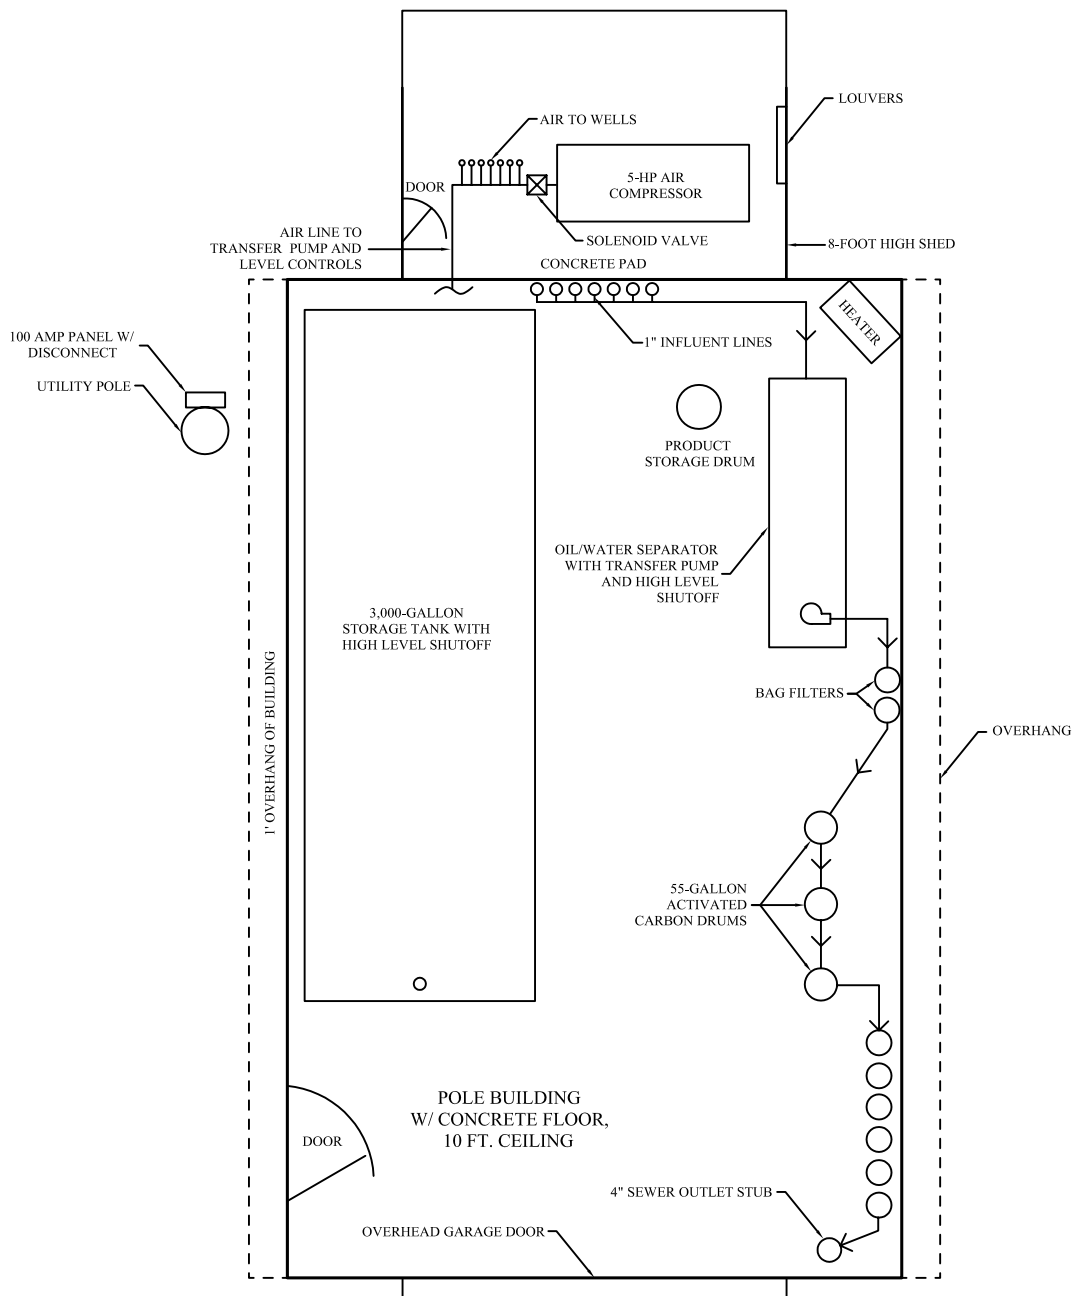 LOUVERS
AIR TO WELLS
5-HP AIR
COMPRESSOR
DOOR
AIR LINE TO
TRANSFER PUMP AND
LEVEL CONTROLS
SOLENOID VALVE
8-FOOT HIGH SHED
CONCRETE PAD
HEATER
100 AMP PANEL W/
DISCONNECT
1" INFLUENT LINES
UTILITY POLE
PRODUCT
STORAGE DRUM
OIL/WATER SEPARATOR
WITH TRANSFER PUMP
AND HIGH LEVEL
SHUTOFF
3,000-GALLON
STORAGE TANK WITH
HIGH LEVEL SHUTOFF
BAG FILTERS
1' OVERHANG OF BUILDING
OVERHANG
55-GALLON
ACTIVATED
CARBON DRUMS
POLE BUILDING
W/ CONCRETE FLOOR,
10 FT. CEILING
DOOR
4" SEWER OUTLET STUB
OVERHEAD GARAGE DOOR